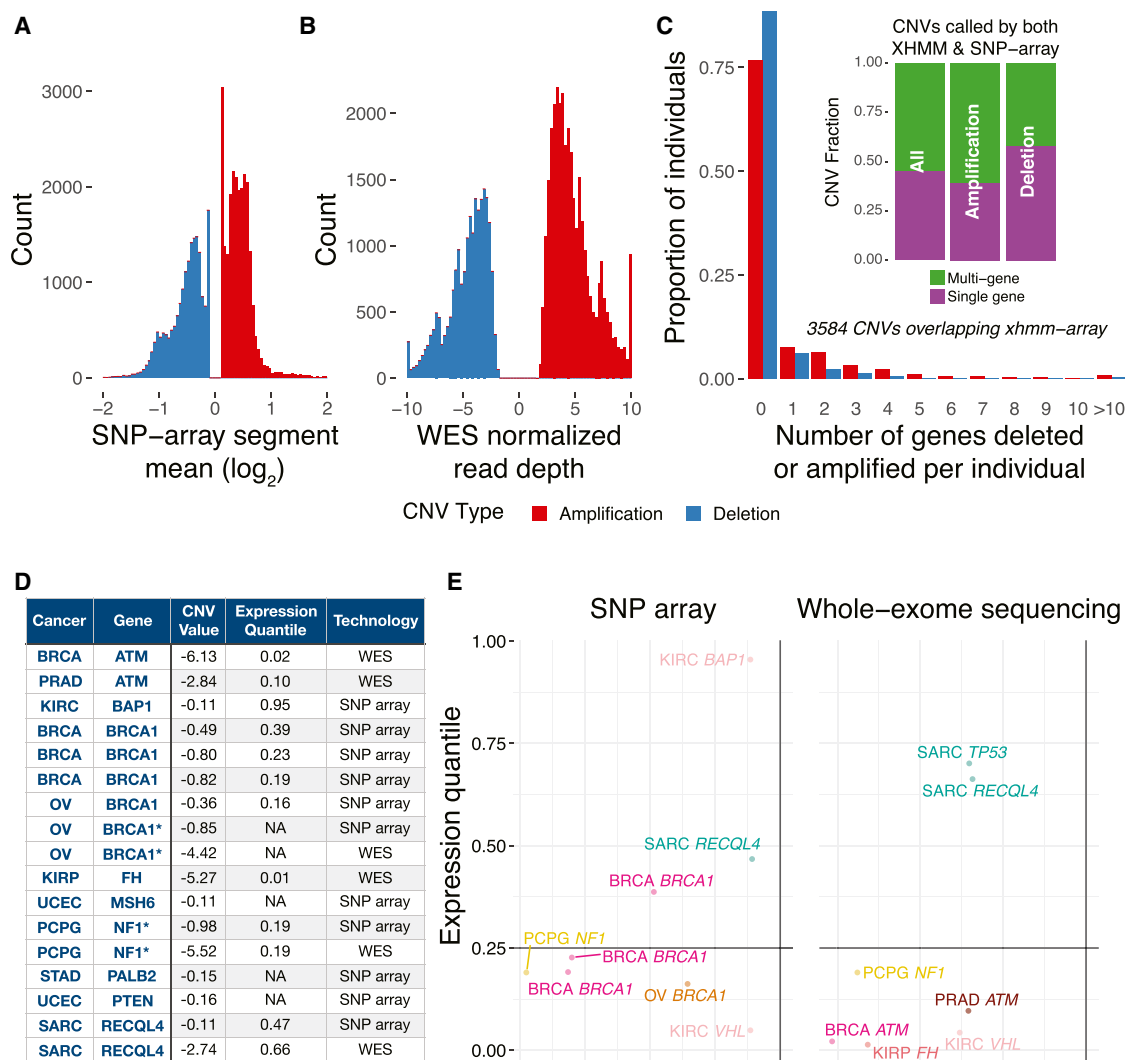 A
B
C
3000
2000
1000
0
Count
−2 −1 0 1 2
SNP−array segment
mean (log2)
2000
1500
1000
500
0
Count
−10 −5 0 5 10
WES normalized
read depth
0.75
0.50
0.25
0.00
Proportion of individuals
CNVs called by both
XHMM & SNP−array
1.00
0.75
0.50
0.25
0.00
CNV Fraction
All
Amplification
Deletion
Multi−gene
Single gene
3584 CNVs overlapping xhmm−array
0 1 2 3 4 5 6 7 8 9 10 >10
Number of genes deleted
or amplified per individual
CNV Type Amplification Deletion
D
Cancer Gene CNV Value Expression Quantile Technology
BRCA ATM -6.13 0.02 WES
PRAD ATM -2.84 0.10 WES
KIRC BAP1 -0.11 0.95 SNP array
BRCA BRCA1 -0.49 0.39 SNP array
BRCA BRCA1 -0.80 0.23 SNP array
BRCA BRCA1 -0.82 0.19 SNP array
OV BRCA1 -0.36 0.16 SNP array
OV BRCA1* -0.85 NA SNP array
OV BRCA1* -4.42 NA WES
KIRP FH -5.27 0.01 WES
UCEC MSH6 -0.11 NA SNP array
PCPG NF1* -0.98 0.19 SNP array
PCPG NF1* -5.52 0.19 WES
STAD PALB2 -0.15 NA SNP array
UCEC PTEN -0.16 NA SNP array
SARC RECQL4 -0.11 0.47 SNP array
SARC RECQL4 -2.74 0.66 WES
E
SNP array
Whole−exome sequencing
1.00
0.75
0.50
0.25
0.00
Expression quantile
KIRC BAP1
SARC RECQL4
BRCA BRCA1
PCPG NF1
BRCA BRCA1
BRCA BRCA1
OV BRCA1
KIRC VHL
SARC TP53
SARC RECQL4
PCPG NF1
PRAD ATM
BRCA ATM
KIRC VHL
KIRP FH